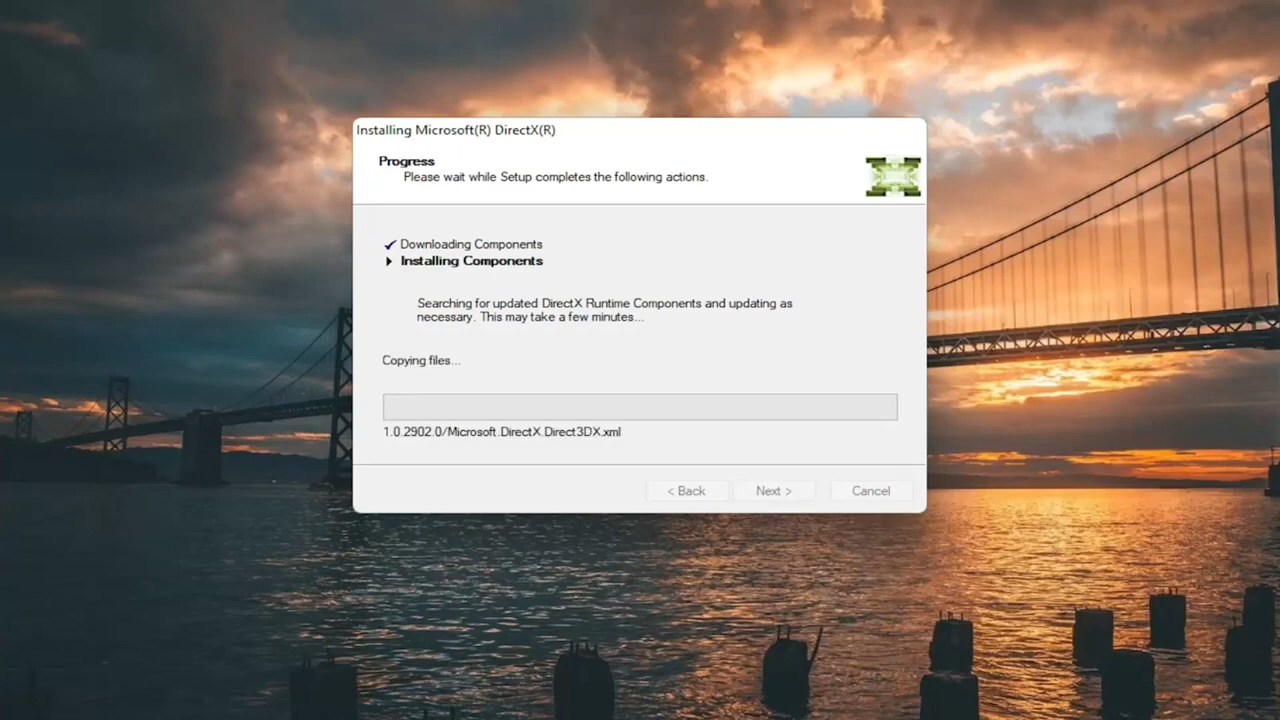 Installing Microsoft(R) DirectX(R)
Progress
Please wait while Setup completes the following actions.
Downloading Components
Installing Components
Searching for updated DirectX Runtime Components and updating as
necessary. This may take a few minutes...
Copying files...
1.0.2902.0/Microsoft.DirectX.Direct3DX.xml
< Back
Next >
Cancel